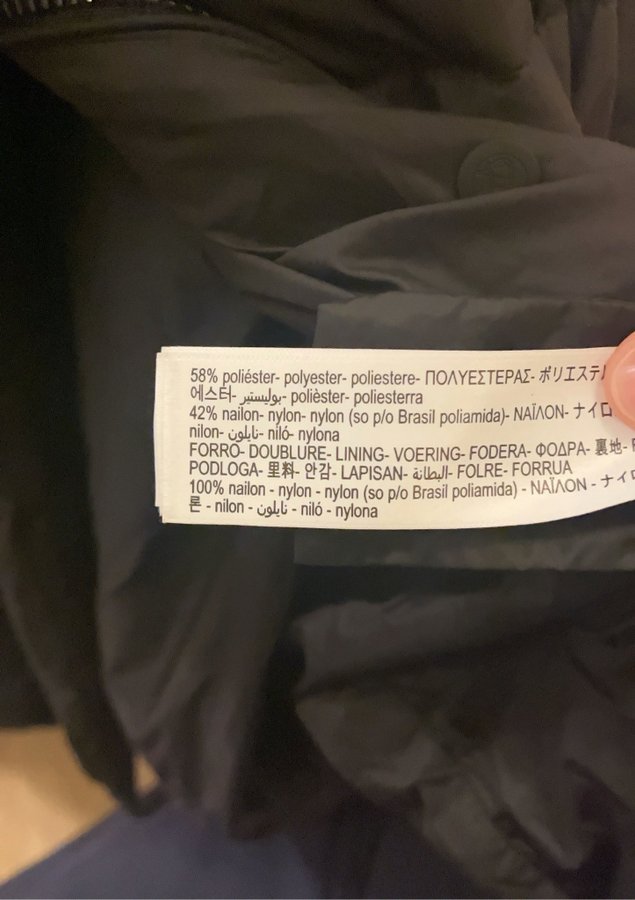 58% poliéster- polyester- poliestere- ΠΟΛΥΕΣΤΕΡΑΣ- ポリエステル
에스터- بوليستير- polièster- poliesterra
42% nailon- nylon- nylon (so p/o Brasil poliamida)- ΝΑΪΛΟΝ- ナイロ
nilon- نايلون- niló- nylona
FORRO- DOUBLURE- LINING- VOERING- FODERA- ΦΟΔΡΑ- 裏地-
PODLOGA- 里料- 안감- LAPISAN- البطانة- FOLRE- FORRUA
100% nailon - nylon - nylon (so p/o Brasil poliamida) - ΝΑΪΛΟΝ - ナイロ
론 - nilon - نايلون - niló - nylona